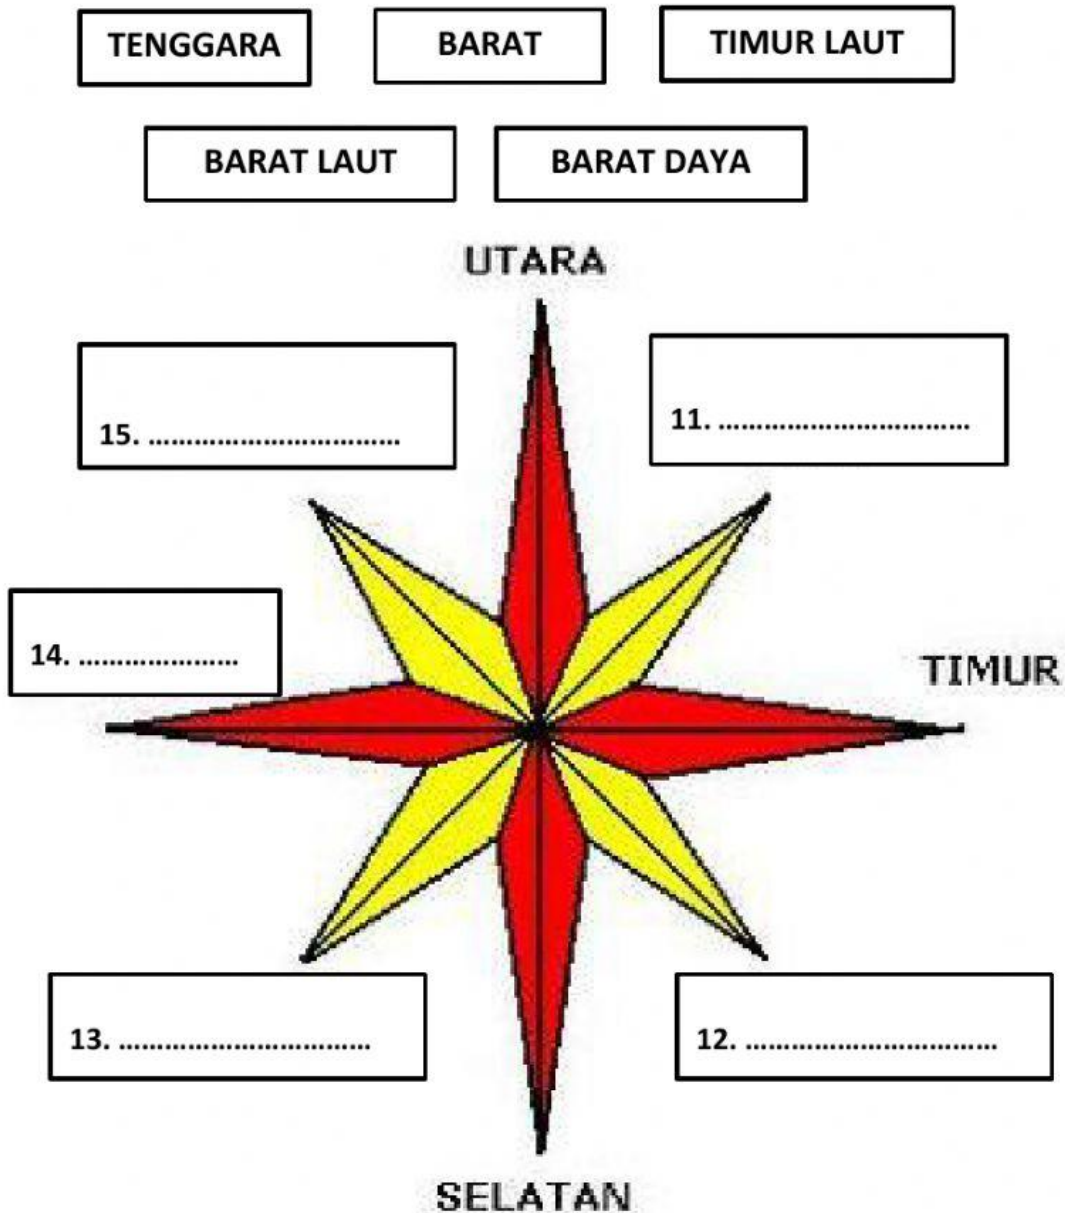 TENGGARA
BARAT
TIMUR LAUT
BARAT LAUT
BARAT DAYA
UTARA
15. ....................................
11. ....................................
14. .......................
TIMUR
13. ....................................
12. ....................................
SELATAN